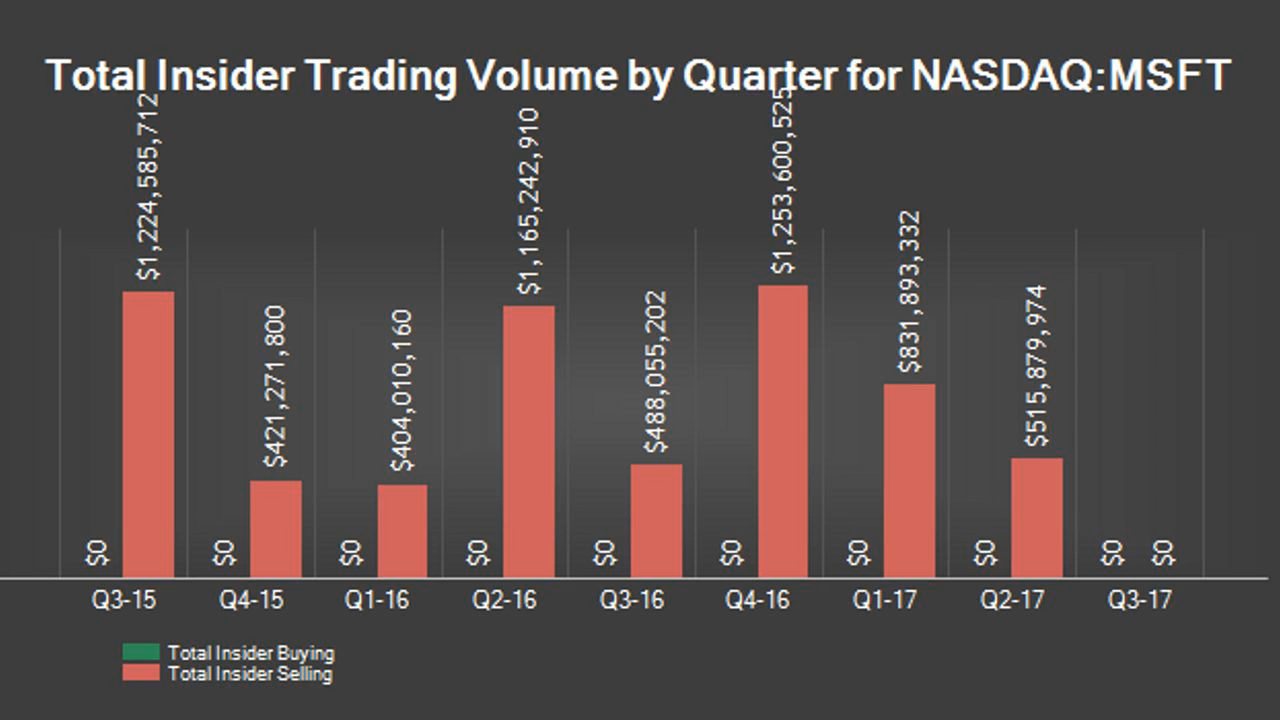 Total Insider Trading Volume by Quarter for NASDAQ:MSFT
$0
$1,224,585,712
$0
$421,271,800
$0
$404,010,160
$0
$1,165,242,910
$0
$488,055,202
$0
$1,253,600,525
$0
$831,893,332
$0
$515,879,974
$0
$0
Q3-15
Q4-15
Q1-16
Q2-16
Q3-16
Q4-16
Q1-17
Q2-17
Q3-17
Total Insider Buying
Total Insider Selling